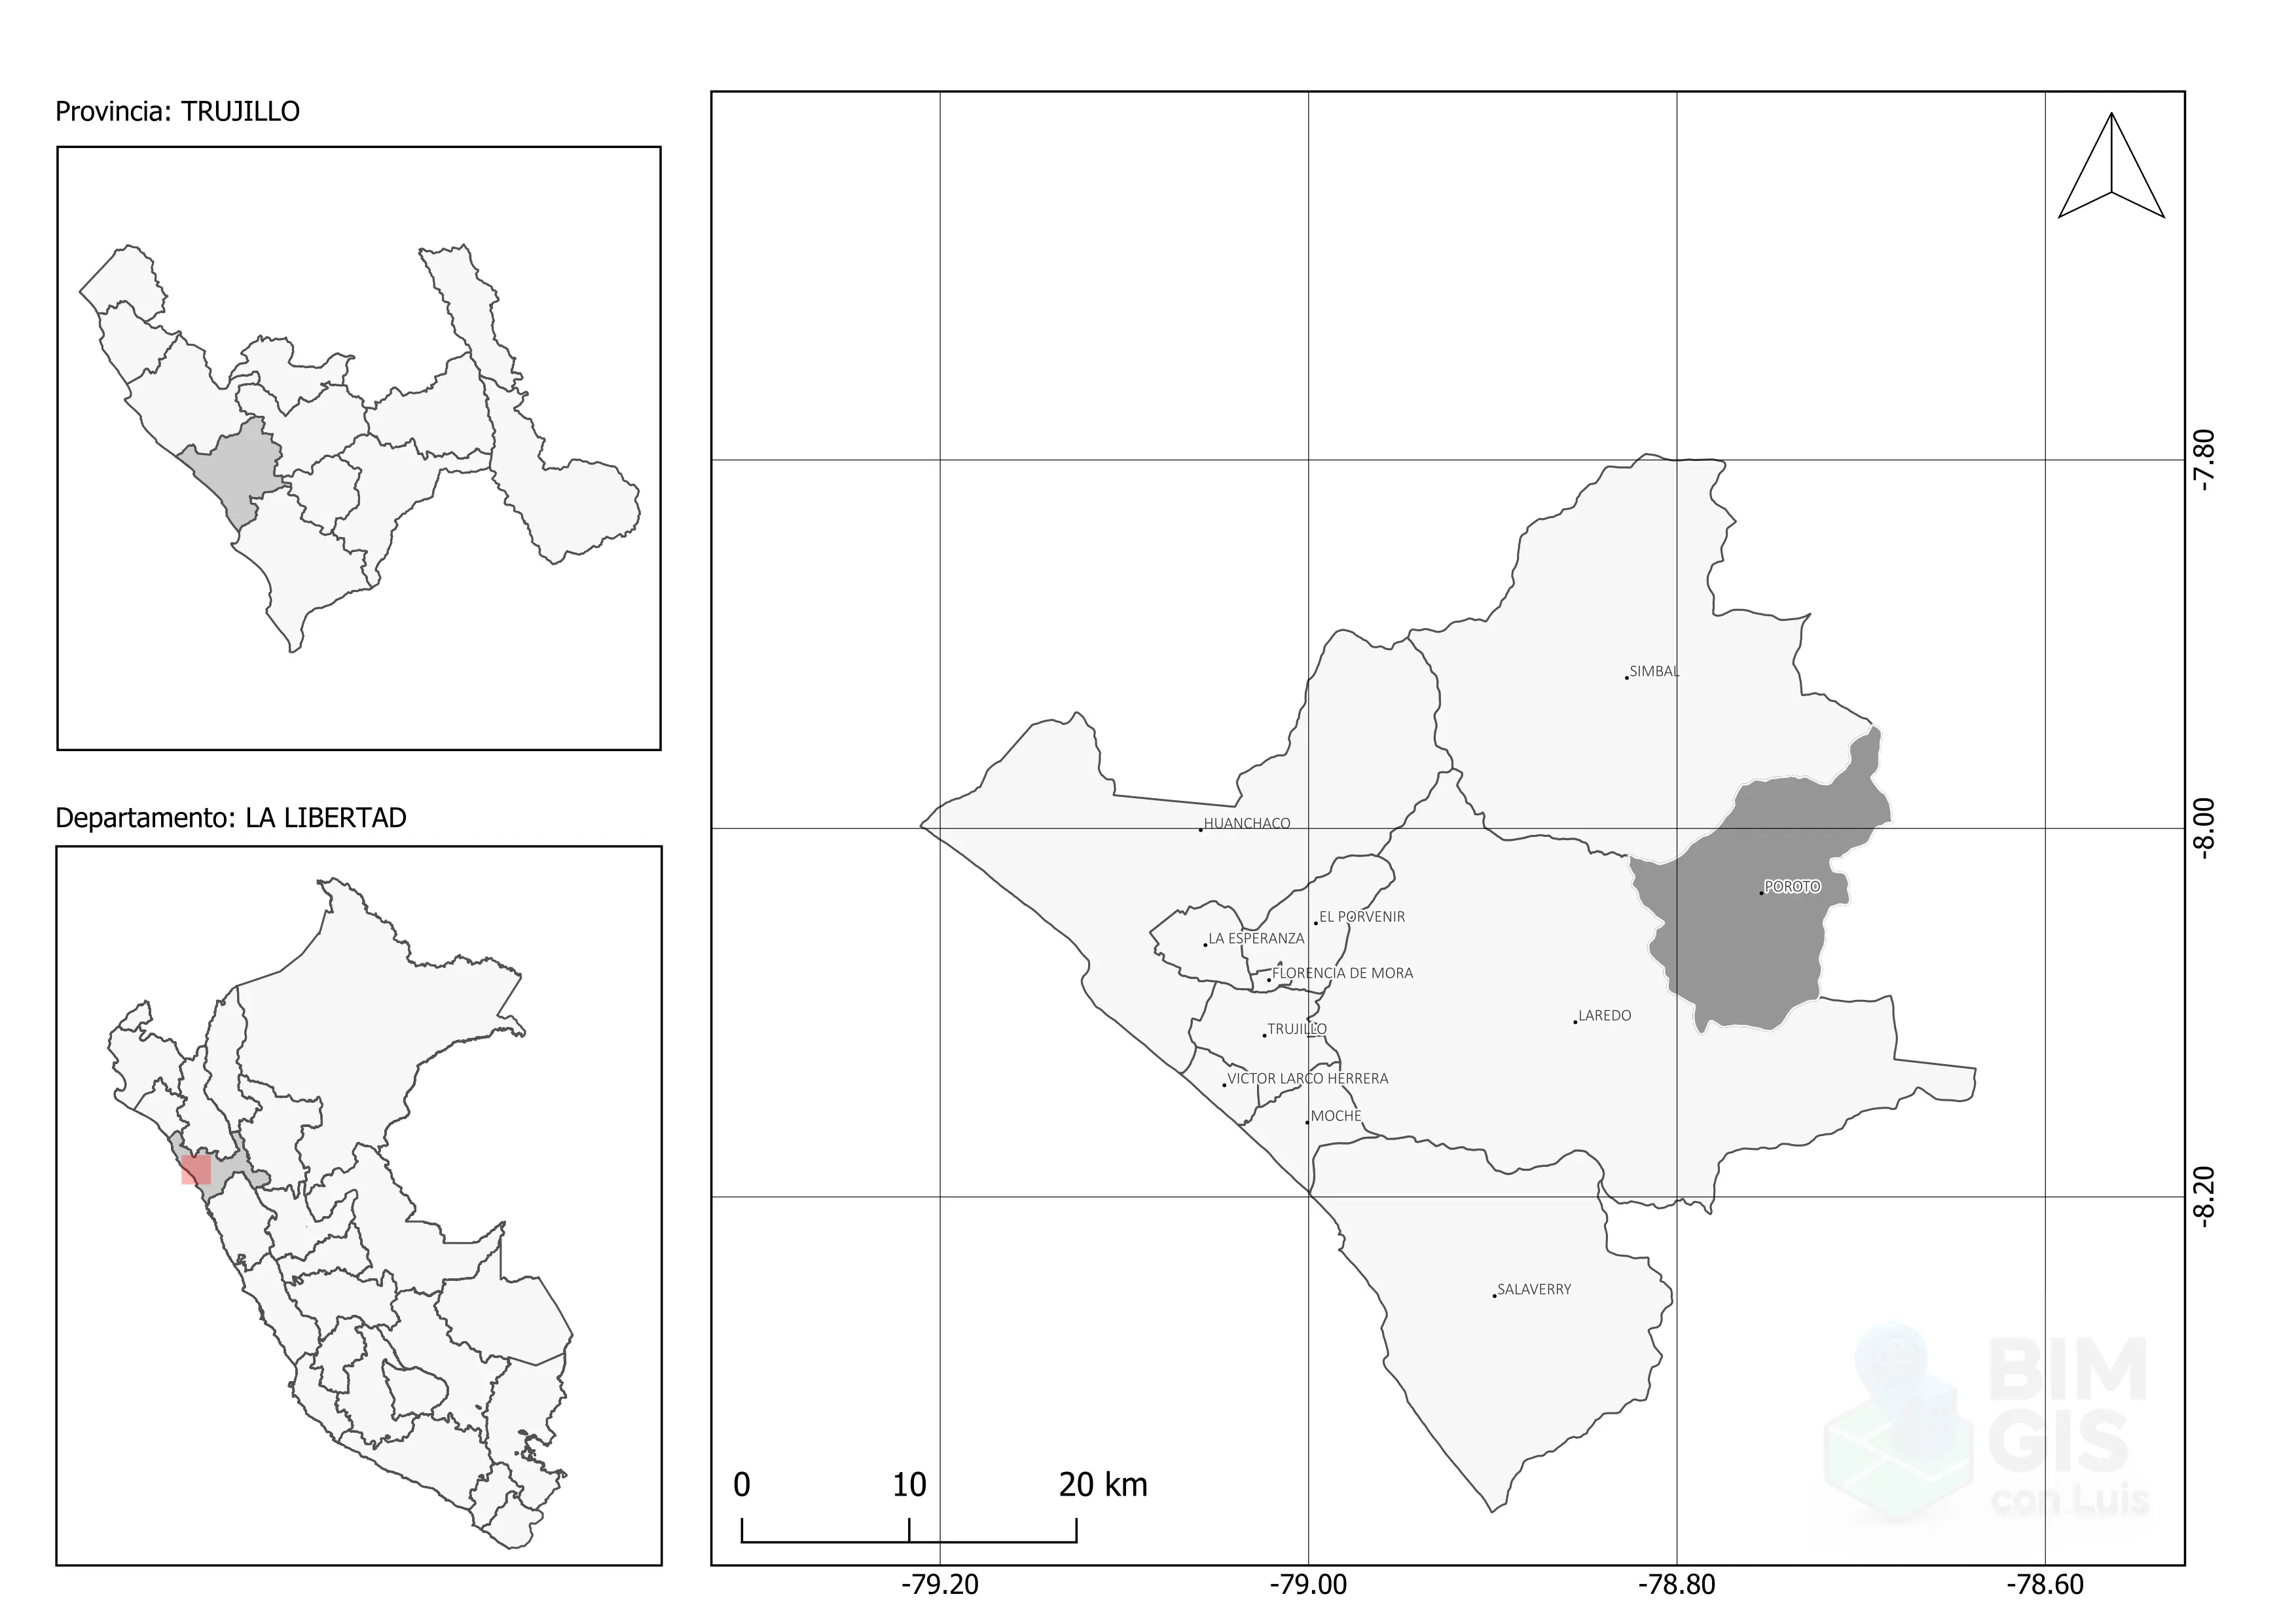 Provincia: TRUJILLO
Departamento: LA LIBERTAD
SIMBAL
HUANCHACO
POROTO
EL PORVENIR
LA ESPERANZA
FLORENCIA DE MORA
LAREDO
TRUJILLO
VICTOR LARCO HERRERA
MOCHE
SALAVERRY
-7.80
-8.00
-8.20
0 10 20 km
BIM
GIS
con Luis
-79.20 -79.00 -78.80 -78.60